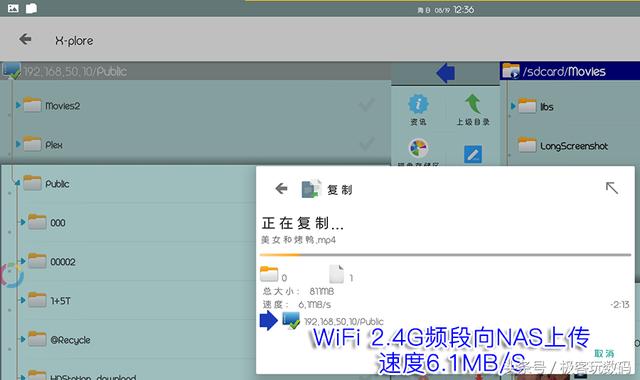 周日 08/19 12:36
X-plore
192.168.50.10/Public
/sdcard/Movies
Movies2
Plex
Public
000
00002
1+5T
@Recycle
HDStation_download
资讯
上级目录
libs
LongScreenshot
复制
正在复制...
美女和烤鸭.mp4
0
1
总大小: 811MB
速度: 6,1MB/s
-2:13
192.168.50.10/Public
WiFi 2.4G频段向NAS上传
速度6.1MB/S
取消
头条号 / 极客玩数码